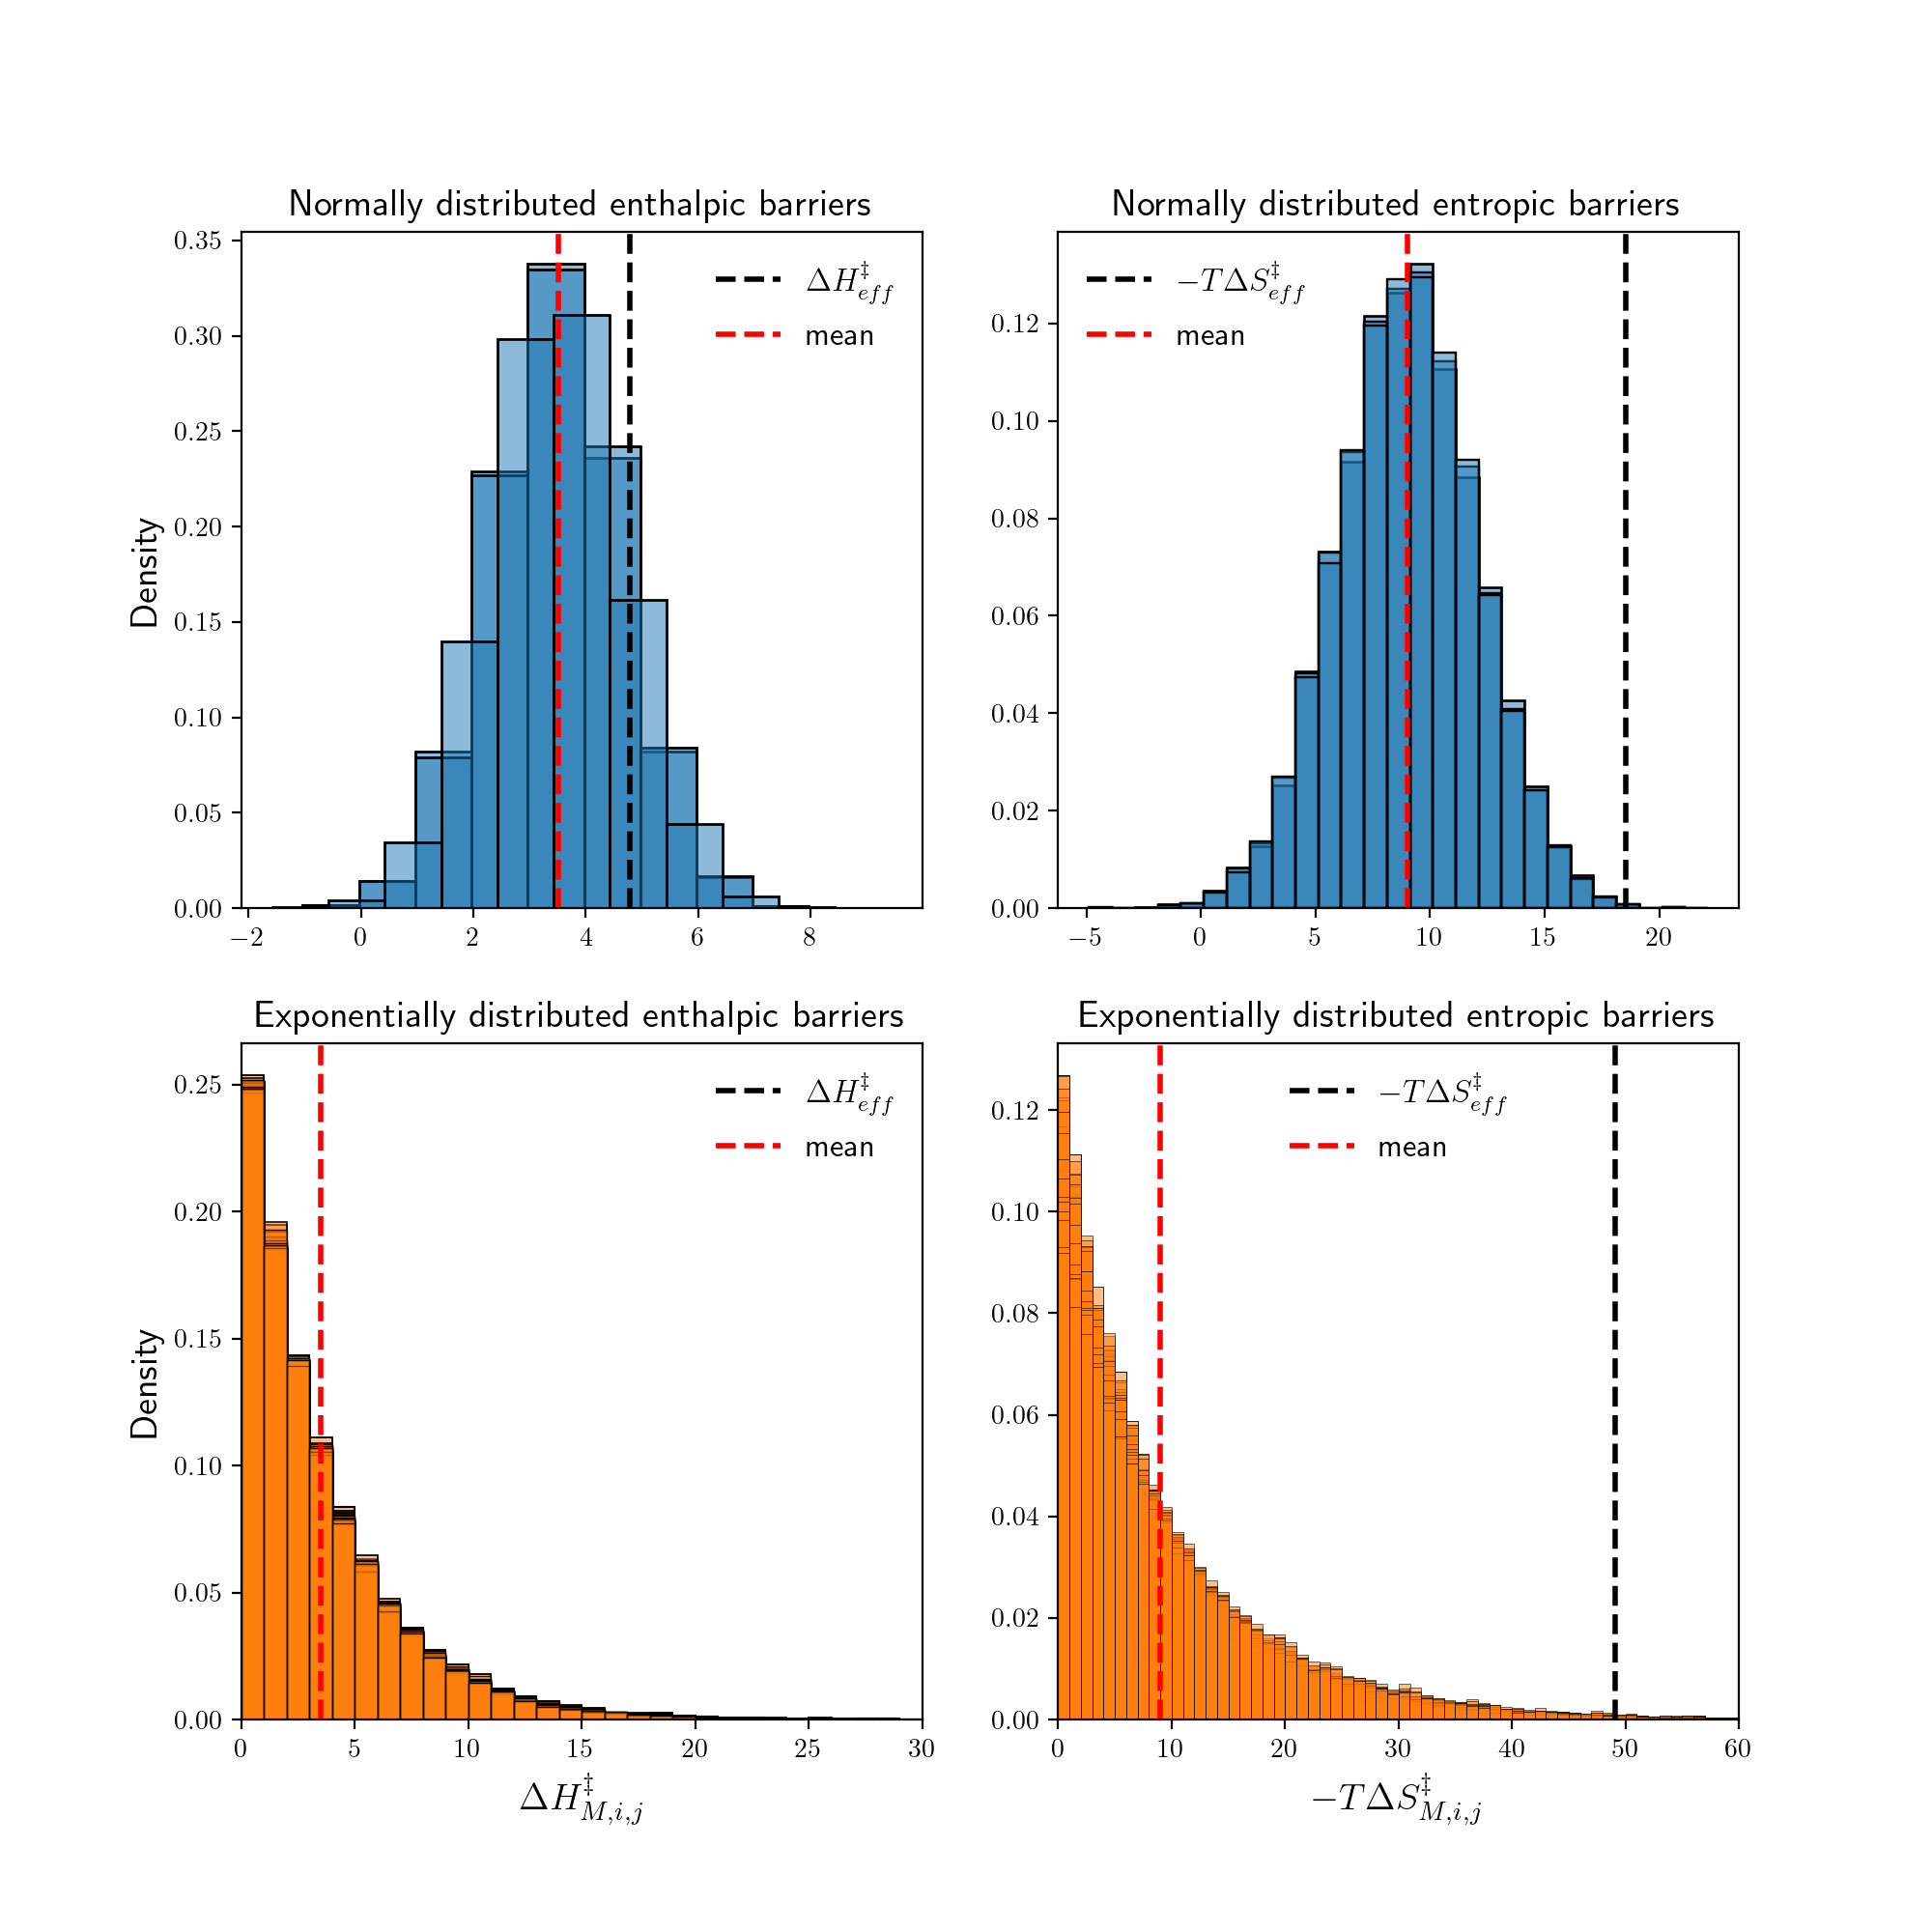 Normally distributed enthalpic barriers
0.35
0.30
0.25
0.20
0.15
0.10
0.05
0.00
Density
−2 0 2 4 6 8
ΔH‡eff
mean
Normally distributed entropic barriers
0.12
0.10
0.08
0.06
0.04
0.02
0.00
−5 0 5 10 15 20
−TΔS‡eff
mean
Exponentially distributed enthalpic barriers
0.25
0.20
0.15
0.10
0.05
0.00
Density
0 5 10 15 20 25 30
ΔH‡M,i,j
ΔH‡eff
mean
Exponentially distributed entropic barriers
0.12
0.10
0.08
0.06
0.04
0.02
0.00
0 10 20 30 40 50 60
−TΔS‡M,i,j
−TΔS‡eff
mean